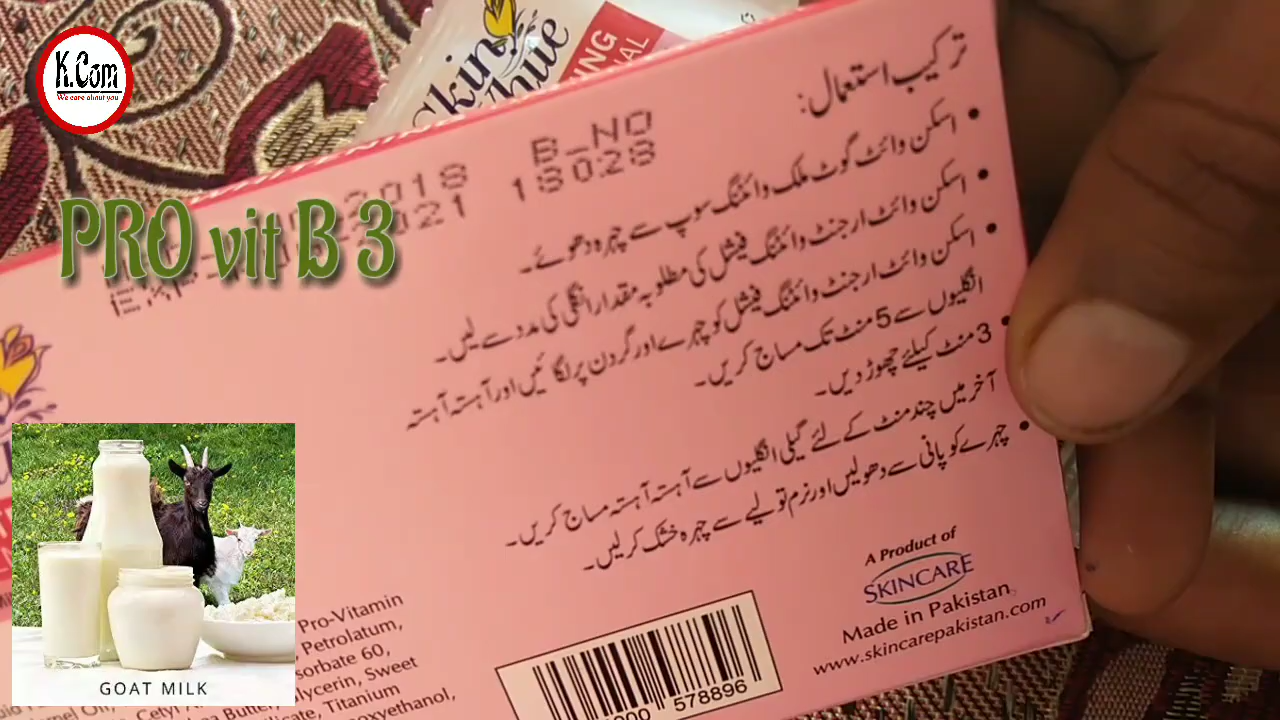 K.Com
We care about you
Skin
White
2018
2021
B_NO
18028
PRO vit B 3
ترکیب استعمال:
• اسکن وائٹ گوٹ ملک وائٹنگ سوپ سے چہرہ دھوئے۔
• اسکن وائٹ ارجنٹ وائٹنگ فیشل کی مطلوبہ مقدار انگلی کی مدد سے لیں۔
• اسکن وائٹ ارجنٹ وائٹنگ فیشل کو چہرے اور گردن پر لگائیں اور آہستہ آہستہ
انگلیوں سے 5 منٹ تک مساج کریں۔
• 3 منٹ کیلئے چھوڑ دیں۔
آخر میں چند منٹ کے لئے گیلی انگلیوں سے آہستہ آہستہ مساج کریں۔
• چہرے کو پانی سے دھولیں اور نرم تولیے سے چہرہ خشک کرلیں۔
A Product of
SKINCARE
Made in Pakistan
www.skincarepakistan.com
Pro-Vitamin
Petrolatum,
60,
Sweet
Titanium
578896
GOAT MILK